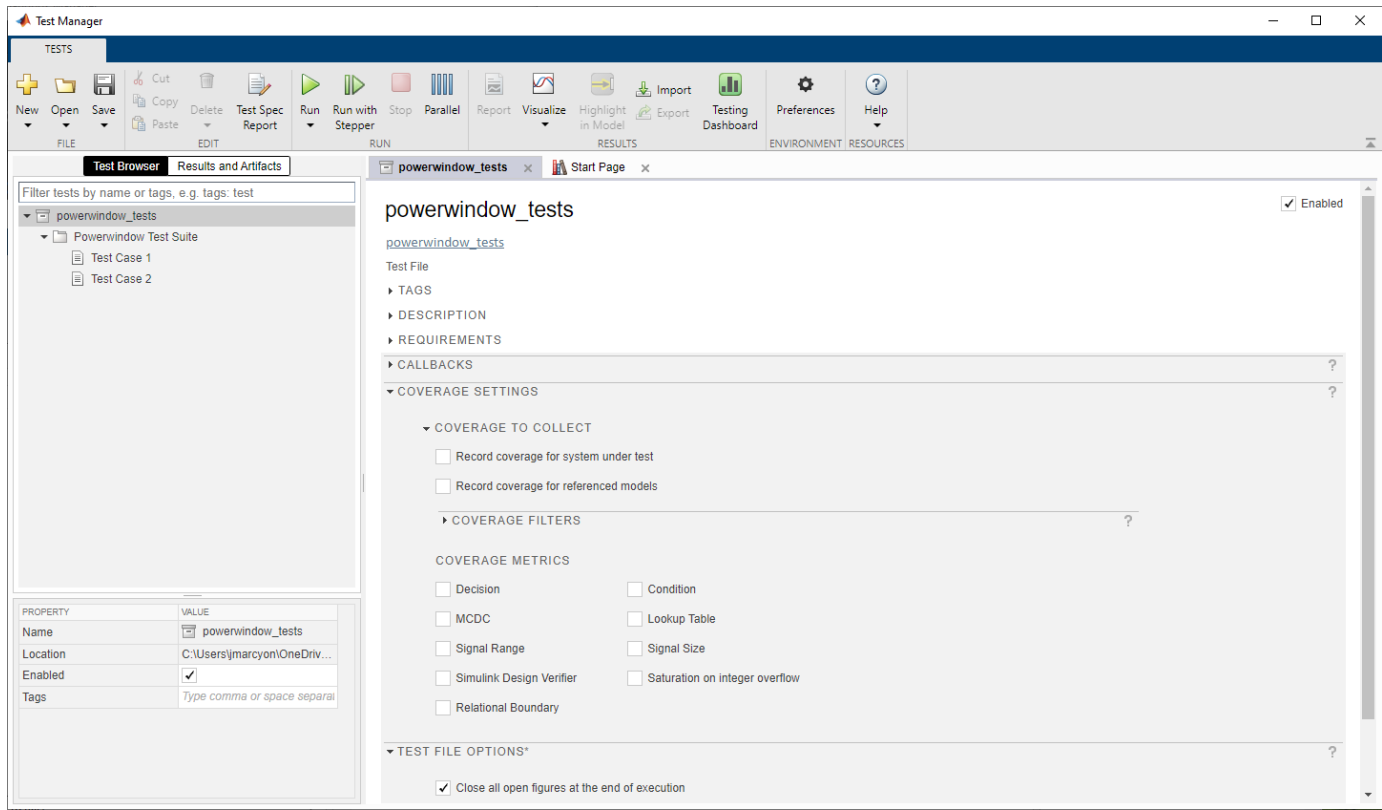 Test Manager
TESTS
New
Open
Save
FILE
Cut
Copy
Paste
Delete
Test Spec
Report
EDIT
Run
Run with
Stepper
Stop
Parallel
RUN
Report
Visualize
Highlight
in Model
Import
Export
Testing
Dashboard
RESULTS
Preferences
ENVIRONMENT
Help
RESOURCES
Test Browser
Results and Artifacts
Filter tests by name or tags, e.g. tags: test
powerwindow_tests
Powerwindow Test Suite
Test Case 1
Test Case 2
PROPERTY VALUE
Name powerwindow_tests
Location C:\Users\jmarcyon\OneDriv...
Enabled
Tags Type comma or space separat
powerwindow_tests
Start Page
powerwindow_tests
Enabled
powerwindow_tests
Test File
TAGS
DESCRIPTION
REQUIREMENTS
CALLBACKS ?
COVERAGE SETTINGS ?
COVERAGE TO COLLECT
Record coverage for system under test
Record coverage for referenced models
COVERAGE FILTERS ?
COVERAGE METRICS
Decision Condition
MCDC Lookup Table
Signal Range Signal Size
Simulink Design Verifier Saturation on integer overflow
Relational Boundary
TEST FILE OPTIONS* ?
Close all open figures at the end of execution